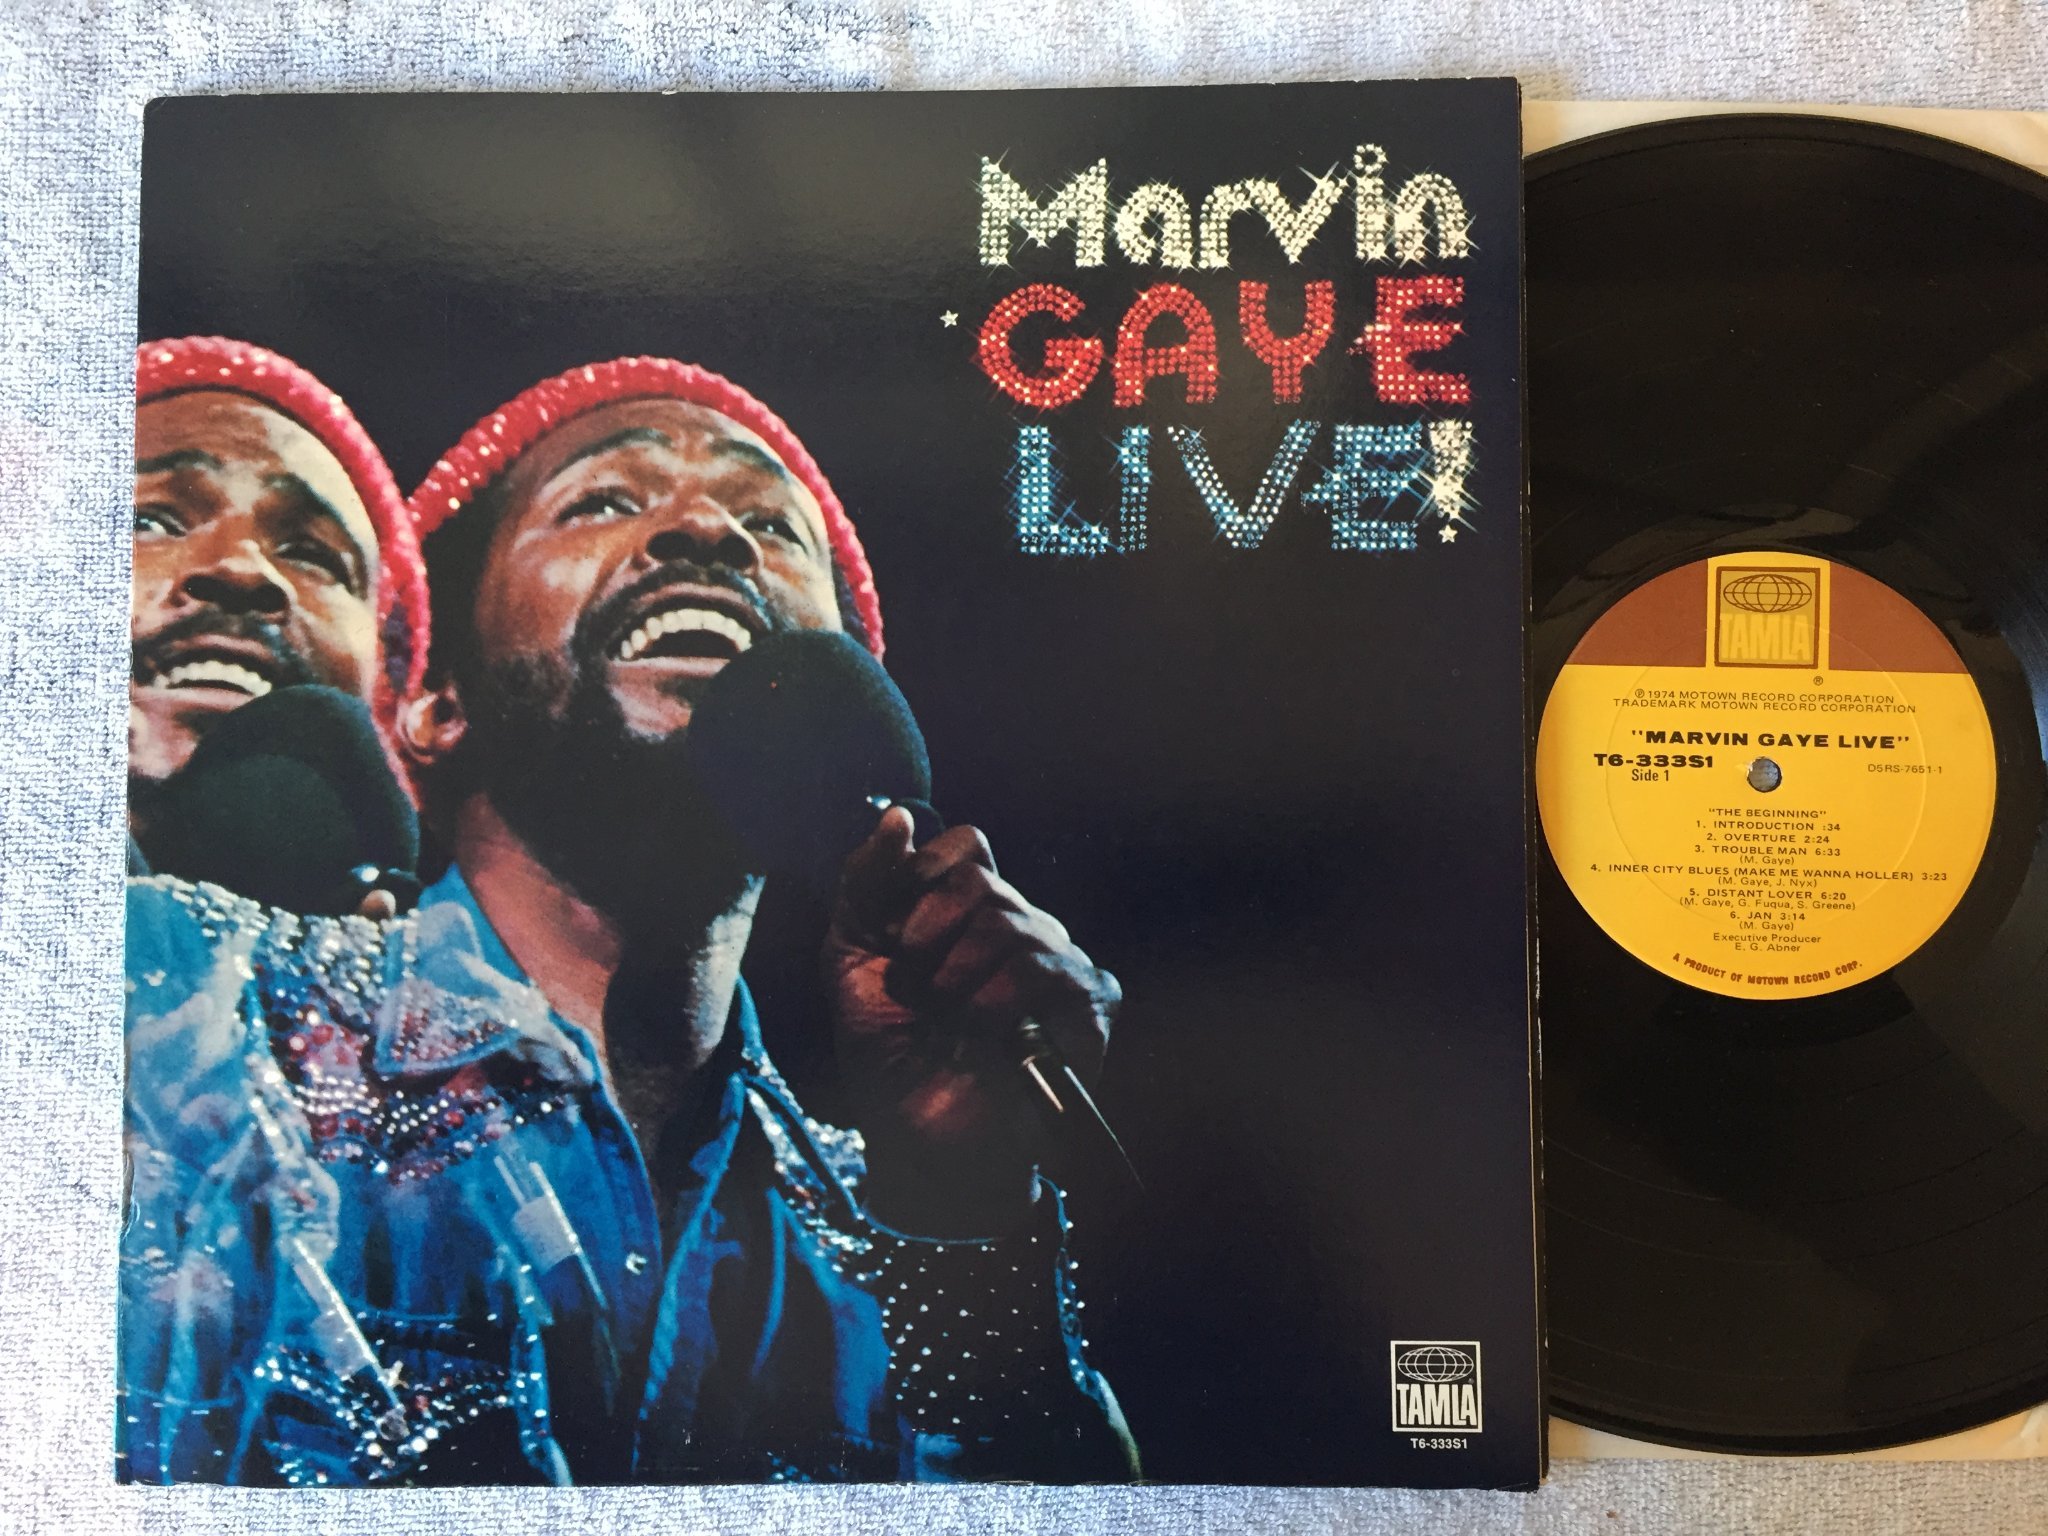 Marvin
GAYE
LIVE!
TAMLA
®
T6-333S1
TAMLA
®
℗ 1974 MOTOWN RECORD CORPORATION
TRADEMARK MOTOWN RECORD CORPORATION
"MARVIN GAYE LIVE"
T6-333S1
Side 1
D5RS-7651-1
"THE BEGINNING"
1. INTRODUCTION :34
2. OVERTURE 2:24
3. TROUBLE MAN 6:33
(M. Gaye)
4. INNER CITY BLUES (MAKE ME WANNA HOLLER) 3:23
(M. Gaye, J. Nyx)
5. DISTANT LOVER 6:20
(M. Gaye, G. Fuqua, S. Greene)
6. JAN 3:14
(M. Gaye)
Executive Producer
E. G. Abner
A PRODUCT OF MOTOWN RECORD CORP.